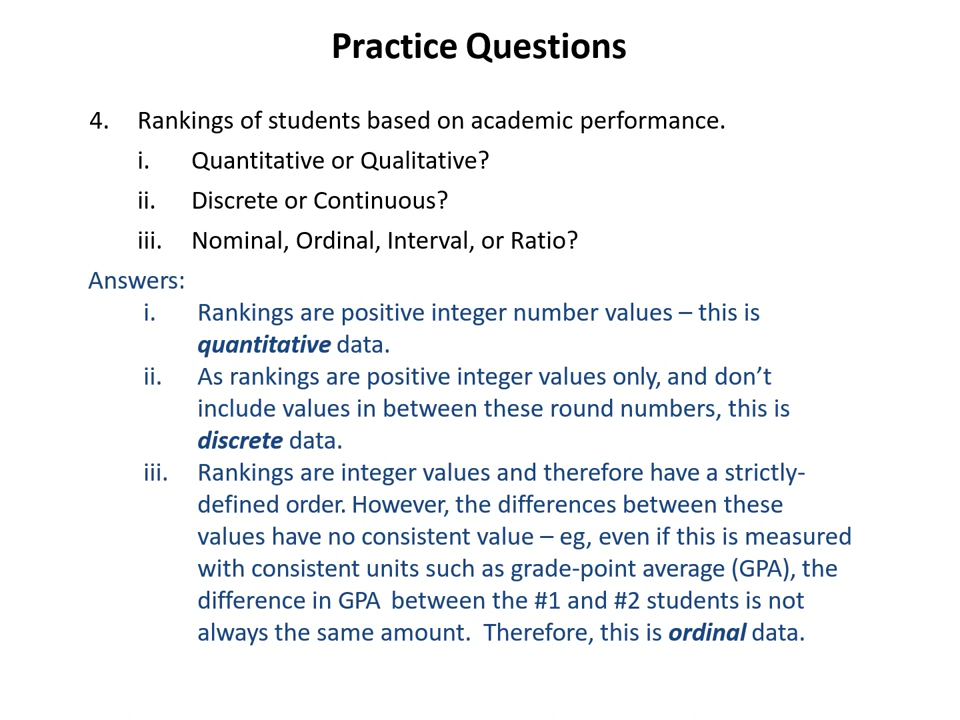 Practice Questions
4. Rankings of students based on academic performance.
i. Quantitative or Qualitative?
ii. Discrete or Continuous?
iii. Nominal, Ordinal, Interval, or Ratio?
Answers:
i. Rankings are positive integer number values – this is
quantitative data.
ii. As rankings are positive integer values only, and don’t
include values in between these round numbers, this is
discrete data.
iii. Rankings are integer values and therefore have a strictly-
defined order. However, the differences between these
values have no consistent value – eg, even if this is measured
with consistent units such as grade-point average (GPA), the
difference in GPA between the #1 and #2 students is not
always the same amount. Therefore, this is ordinal data.